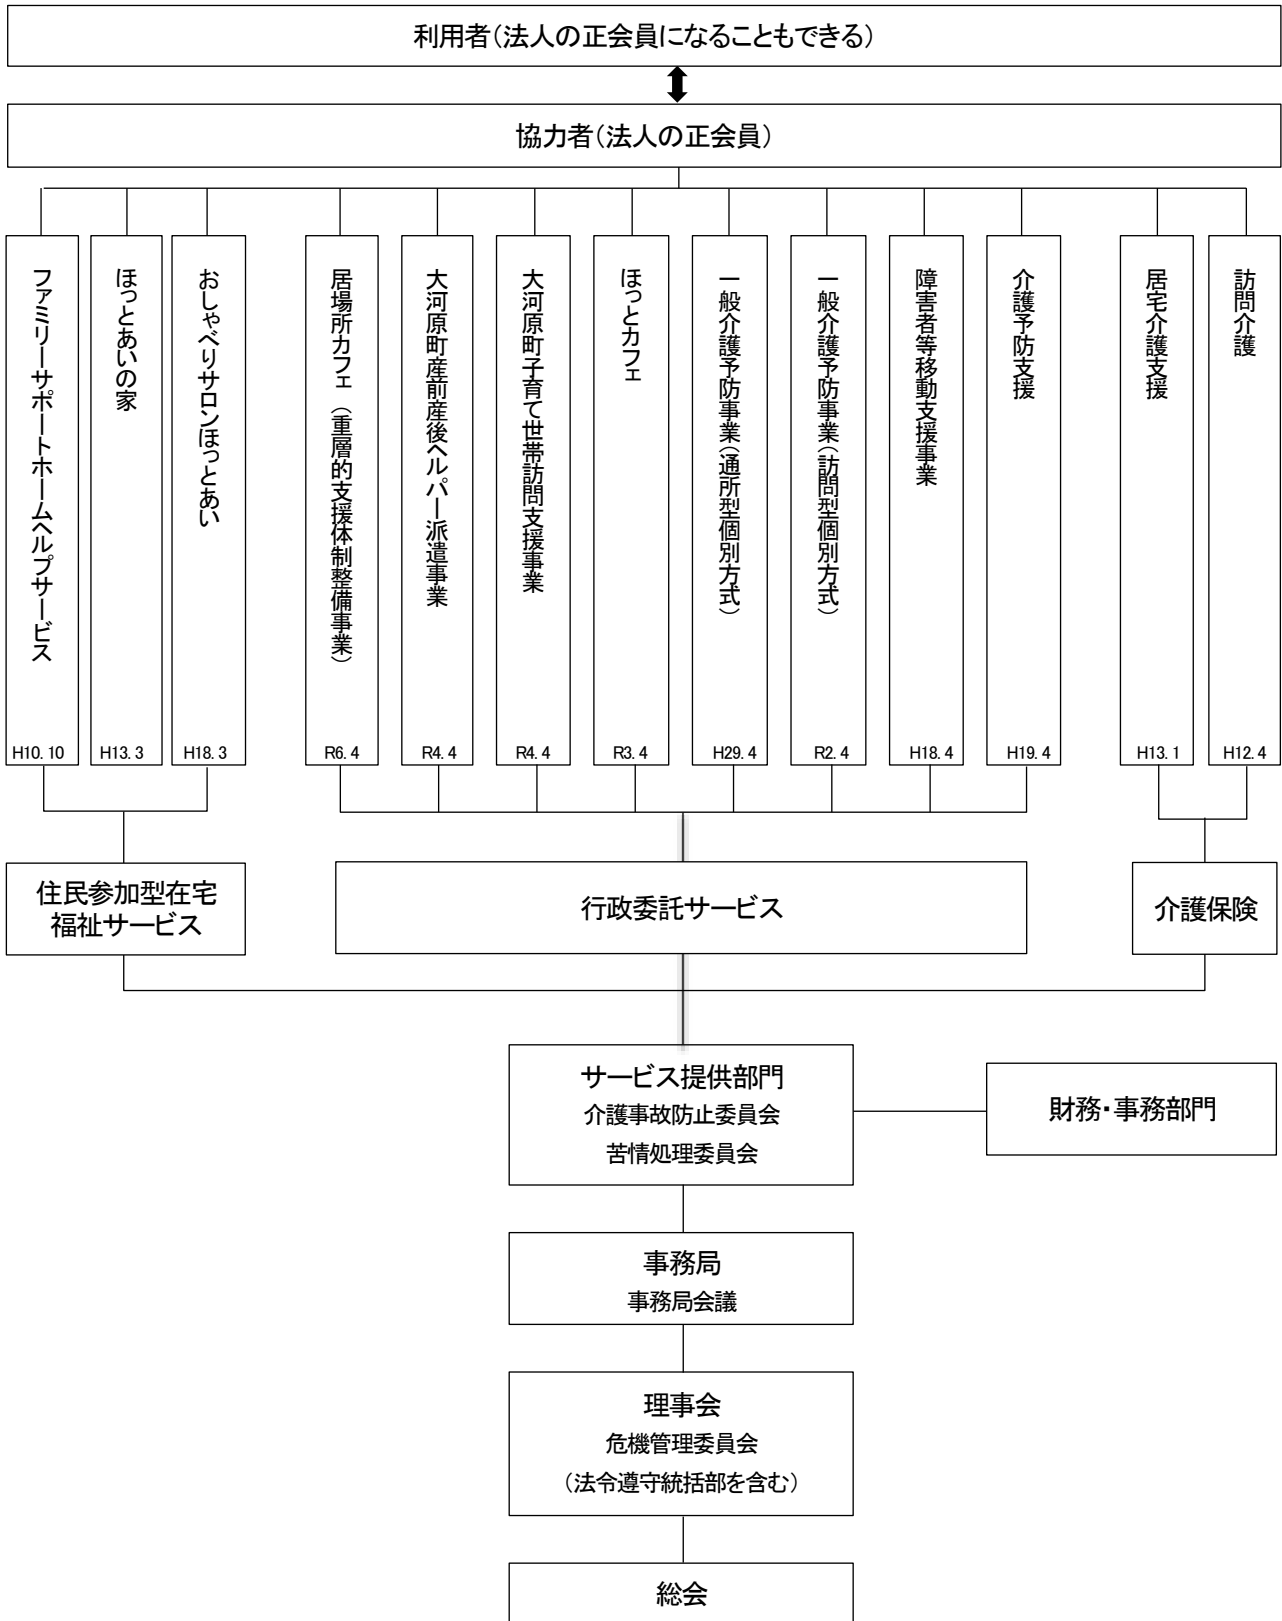 利用者(法人の正会員になることもできる)
協力者(法人の正会員)
ファミリーサポートホームヘルプサービス
H10.10
ほっとあいの家
H13.3
おしゃべりサロンほっとあい
H18.3
居場所カフェ(重層的支援体制整備事業)
R6.4
大河原町産前産後ヘルパー派遣事業
R4.4
大河原町子育て世帯訪問支援事業
R4.4
ほっとカフェ
R3.4
一般介護予防事業(通所型個別方式)
H29.4
一般介護予防事業(訪問型個別方式)
R2.4
障害者等移動支援事業
H18.4
介護予防支援
H19.4
居宅介護支援
H13.1
訪問介護
H12.4
住民参加型在宅
福祉サービス
行政委託サービス
介護保険
サービス提供部門
介護事故防止委員会
苦情処理委員会
財務・事務部門
事務局
事務局会議
理事会
危機管理委員会
(法令遵守統括部を含む)
総会